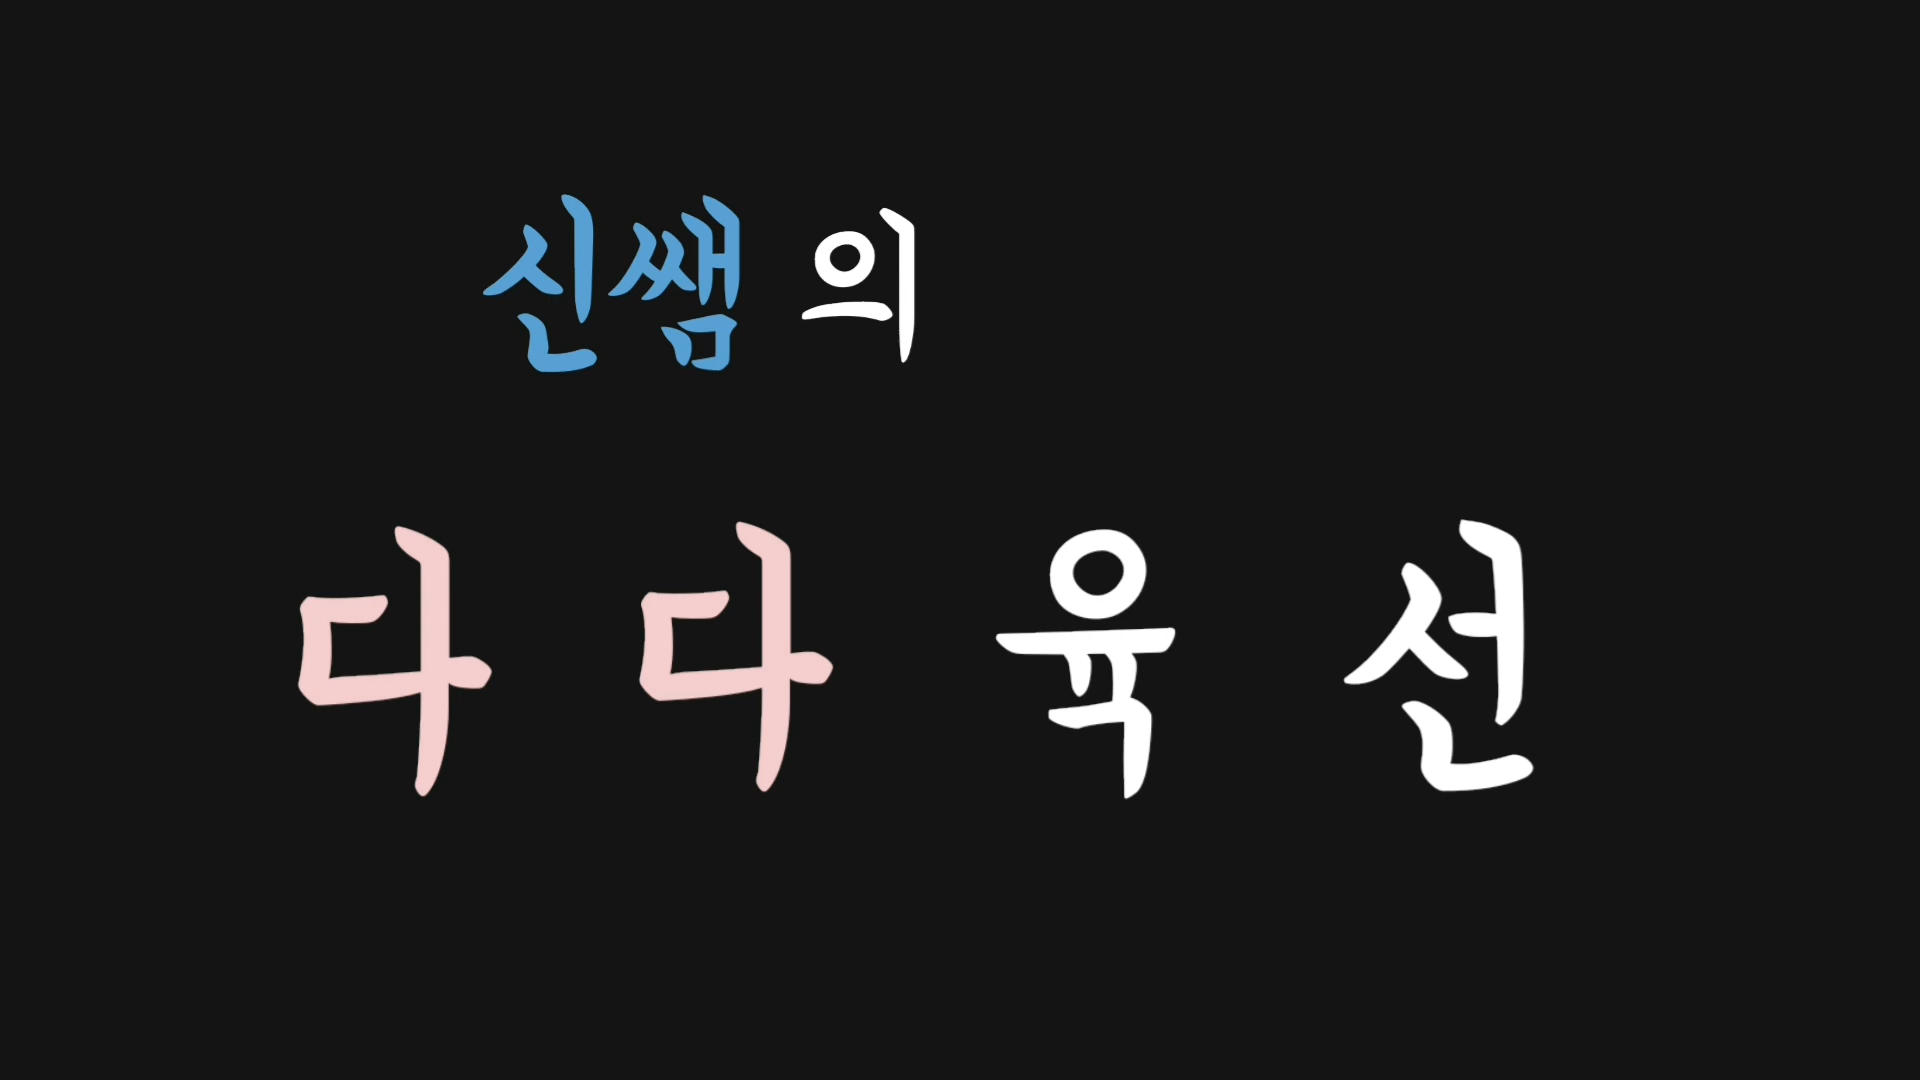 신쌤 의
다 다 육 선